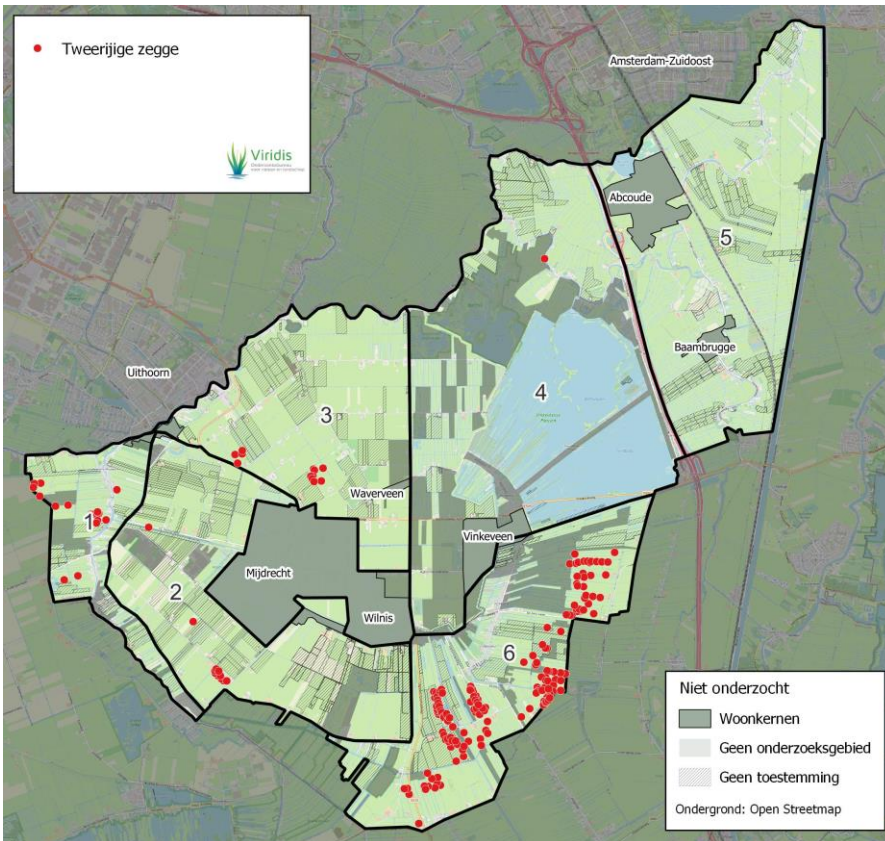 Tweerijige zegge
Viridis
Amsterdam-Zuidoost
Abcoude
5
Baambrugge
Uithoorn
4
3
Waverveen
Vinkeveen
1
Mijdrecht
2
Wilnis
6
Niet onderzocht
Woonkernen
Geen onderzoeksgebied
Geen toestemming
Ondergrond: Open Streetmap